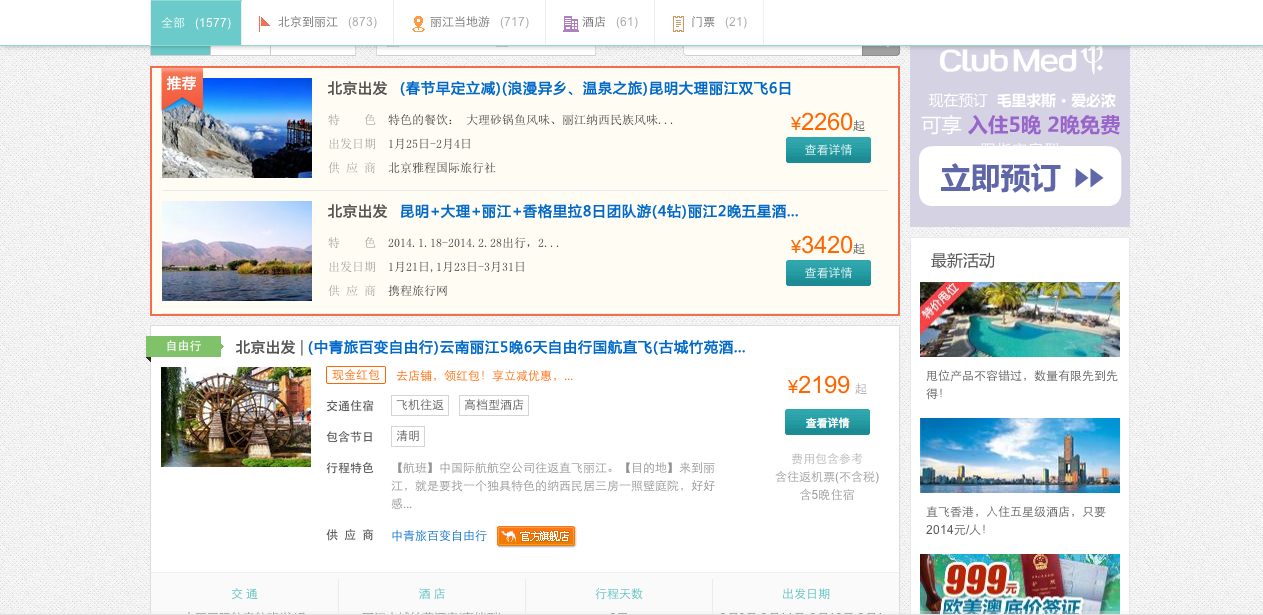 全部 (1577)
北京到丽江 (873)
丽江当地游 (717)
酒店 (61)
门票 (21)
推荐
北京出发 (春节早定立减)(浪漫异乡、温泉之旅)昆明大理丽江双飞6日
特 色 特色的餐饮： 大理砂锅鱼风味、丽江纳西民族风味...
出发日期 1月25日-2月4日
供 应 商 北京雅程国际旅行社
¥2260起
查看详情
北京出发 昆明+大理+丽江+香格里拉8日团队游(4钻)丽江2晚五星酒...
特 色 2014.1.18-2014.2.28出行，2...
出发日期 1月21日,1月23日-3月31日
供 应 商 携程旅行网
¥3420起
查看详情
自由行
北京出发 | (中青旅百变自由行)云南丽江5晚6天自由行国航直飞(古城竹苑酒...
现金红包 去店铺，领红包！享立减优惠，...
交通住宿 飞机往返 高档型酒店
包含节日 清明
行程特色 【航班】中国际航航空公司往返直飞丽江。【目的地】来到丽
江，就是要找一个独具特色的纳西民居三房一照壁庭院，好好
感...
供 应 商 中青旅百变自由行 官方旗舰店
¥2199 起
查看详情
费用包含参考
含往返机票(不含税)
含5晚住宿
交 通
酒 店
行程天数
出发日期
Club Med
现在预订 毛里求斯·爱必浓
可享 入住5晚 2晚免费
立即预订
最新活动
特价甩位
甩位产品不容错过，数量有限先到先
得！
直飞香港，入住五星级酒店，只要
2014元/人！
999元
欧美澳底价签证